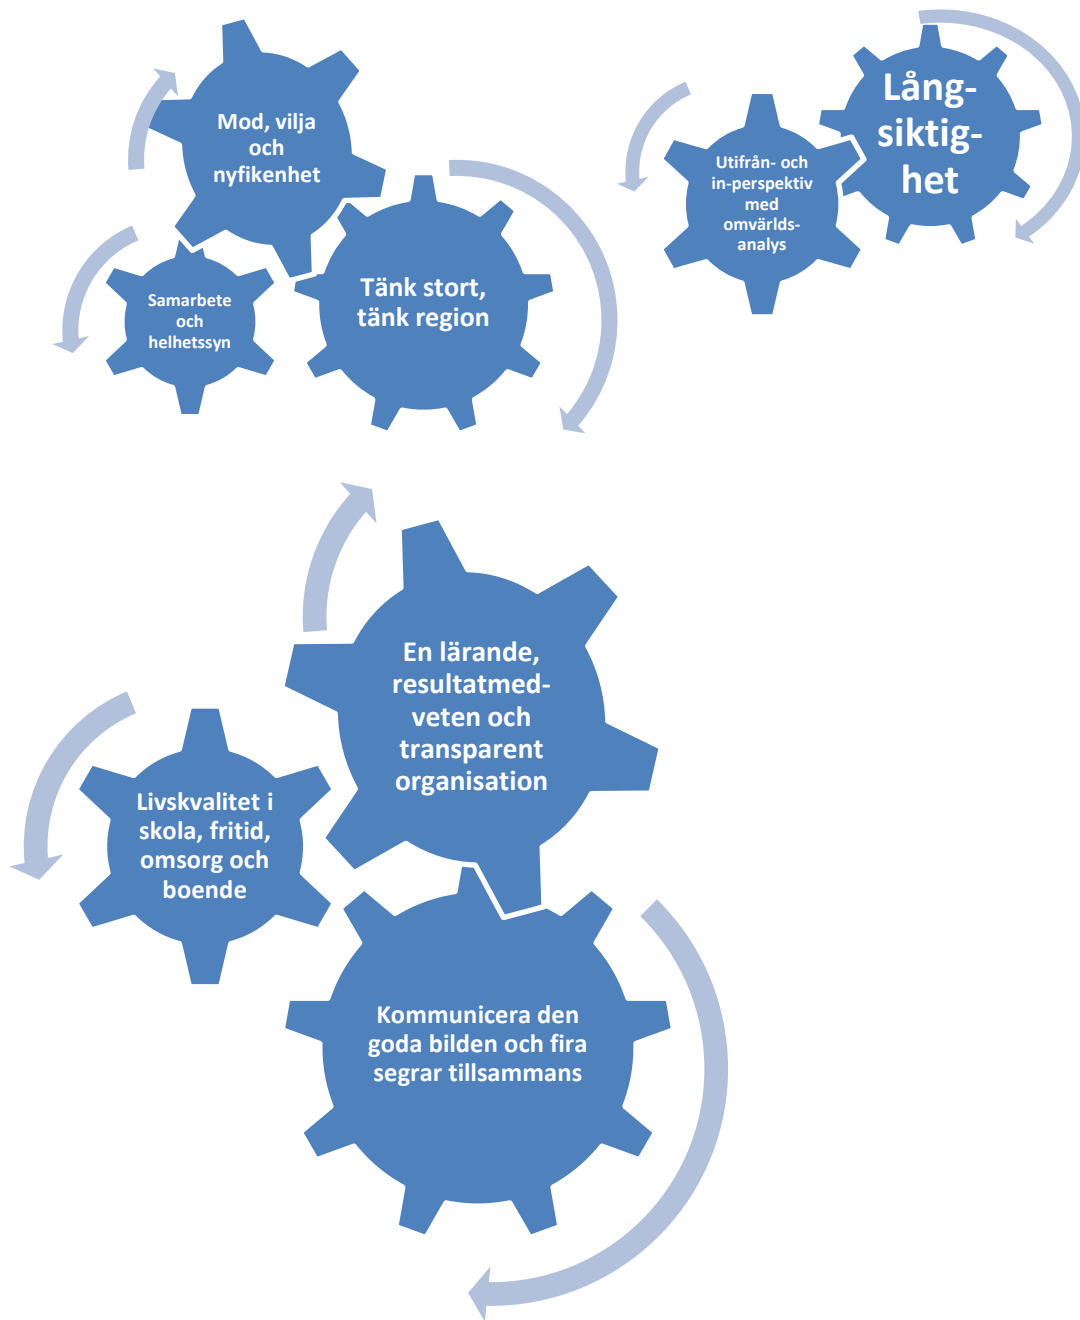 Mod, vilja
och
nyfikenhet
Samarbete
och
helhetssyn
Tänk stort,
tänk region
Utifrån- och
in-perspektiv
med
omvärlds-
analys
Lång-
siktig-
het
En lärande,
resultatmed-
veten och
transparent
organisation
Livskvalitet i
skola, fritid,
omsorg och
boende
Kommunicera den
goda bilden och fira
segrar tillsammans